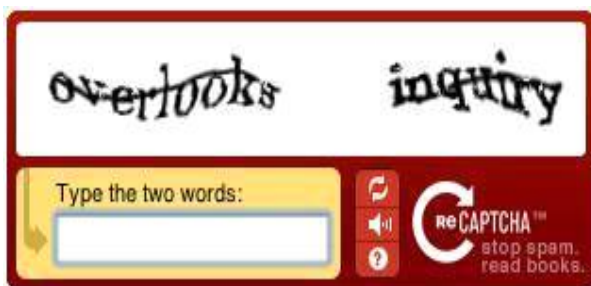 overlooks inquiry
Type the two words:
ReCAPTCHA™
stop spam.
read books.
?